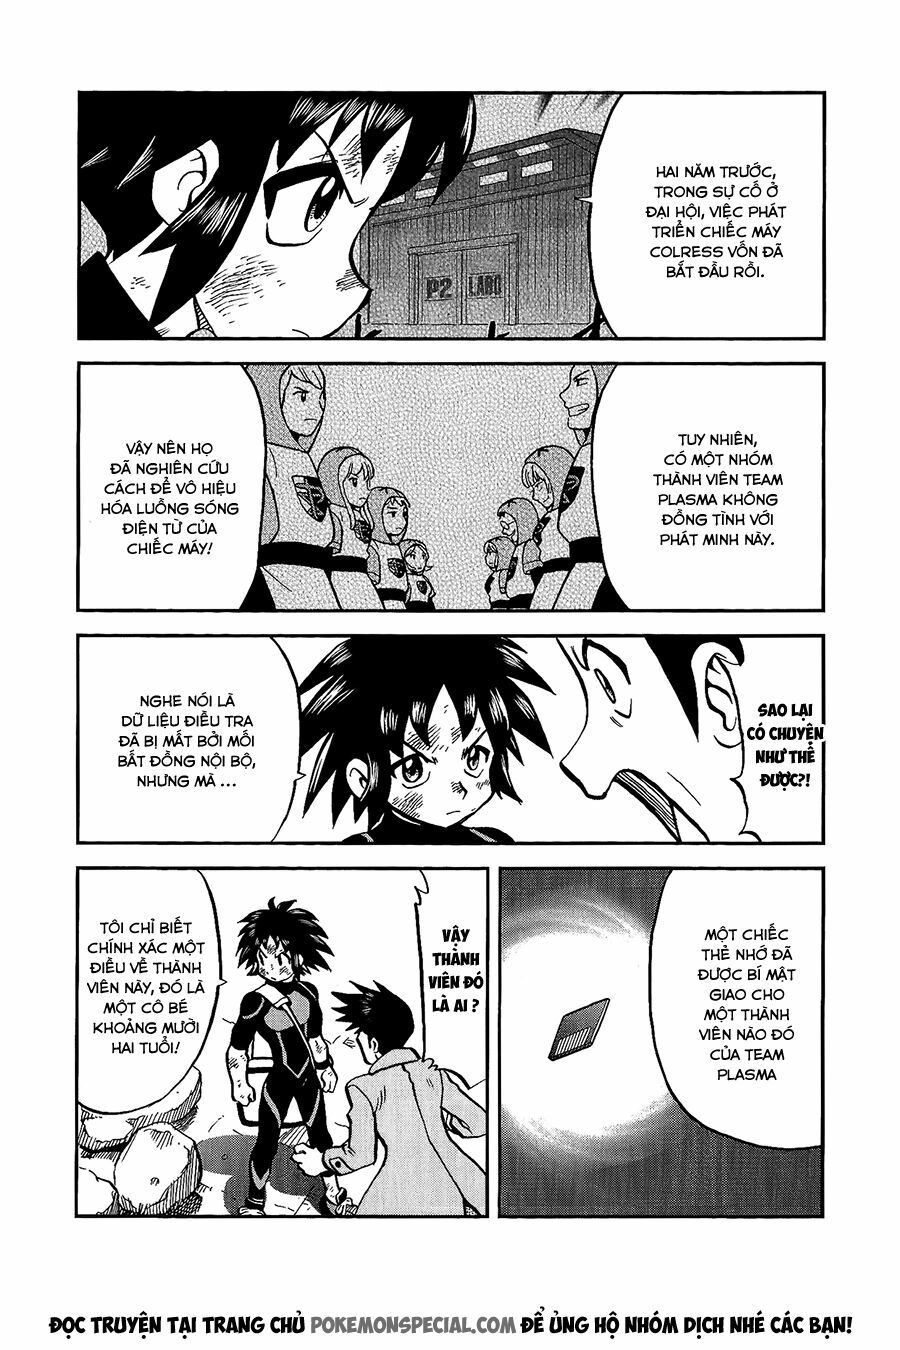 HAI NĂM TRƯỚC,
TRONG SỰ CỐ Ở
ĐẠI HỘI, VIỆC PHÁT
TRIỂN CHIẾC MÁY
COLRESS VỐN ĐÃ
BẮT ĐẦU RỒI.
P2 LABO
TUY NHIÊN,
CÓ MỘT NHÓM
THÀNH VIÊN TEAM
PLASMA KHÔNG
ĐỒNG TÌNH VỚI
PHÁT MINH NÀY.
VẬY NÊN HỌ
ĐÃ NGHIÊN CỨU
CÁCH ĐỂ VÔ HIỆU
HÓA LUỒNG SÓNG
ĐIỆN TỪ CỦA
CHIẾC MÁY!
SAO LẠI
CÓ CHUYỆN
NHƯ THẾ
ĐƯỢC?!
NGHE NÓI LÀ
DỮ LIỆU ĐIỀU TRA
ĐÃ BỊ MẤT BỞI MỐI
BẤT ĐỒNG NỘI BỘ,
NHƯNG MÀ ...
MỘT CHIẾC
THẺ NHỚ ĐÃ
ĐƯỢC BÍ MẬT
GIAO CHO
MỘT THÀNH
VIÊN NÀO ĐÓ
CỦA TEAM
PLASMA
VẬY
THÀNH
VIÊN ĐÓ
LÀ AI ?
TÔI CHỈ BIẾT
CHÍNH XÁC MỘT
ĐIỀU VỀ THÀNH
VIÊN NÀY, ĐÓ LÀ
MỘT CÔ BÉ
KHOẢNG MƯỜI
HAI TUỔI!
ĐỌC TRUYỆN TẠI TRANG CHỦ POKEMONSPECIAL.COM ĐỂ ỦNG HỘ NHÓM DỊCH NHÉ CÁC BẠN!